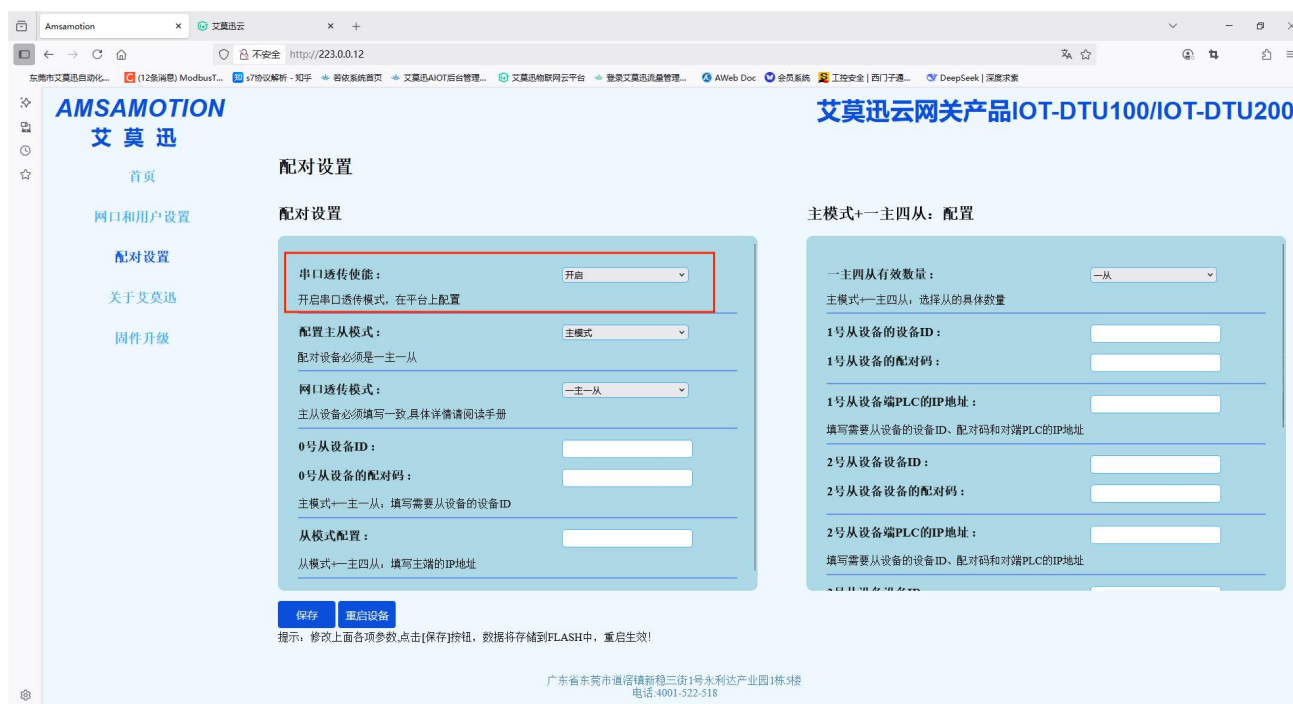 Amsamotion
艾莫迅云
不安全 http://223.0.0.12
东莞市艾莫迅自动化...
(12条消息) ModbusT...
s7协议解析 - 知乎
若依系统首页
艾莫迅AIOT后台管理...
艾莫迅物联网云平台
登录艾莫迅流量管理...
AWeb Doc
会员系统
工控安全 | 西门子通...
DeepSeek | 深度求索
AMSAMOTION
艾莫迅
艾莫迅云网关产品IOT-DTU100/IOT-DTU200
首页
网口和用户设置
配对设置
关于艾莫迅
固件升级
配对设置
配对设置
串口透传使能：
开启
开启串口透传模式，在平台上配置
配置主从模式：
主模式
配对设备必须是一主一从
网口透传模式：
一主一从
主从设备必须填写一致,具体详情请阅读手册
0号从设备ID：
0号从设备的配对码：
主模式+一主一从，填写需要从设备的设备ID
从模式配置：
从模式+一主四从，填写主端的IP地址
主模式+一主四从：配置
一主四从有效数量：
一从
主模式+一主四从，选择从的具体数量
1号从设备的设备ID：
1号从设备的配对码：
1号从设备端PLC的IP地址：
填写需要从设备的设备ID、配对码和对端PLC的IP地址
2号从设备设备ID：
2号从设备设备的配对码：
2号从设备端PLC的IP地址：
填写需要从设备的设备ID、配对码和对端PLC的IP地址
保存
重启设备
提示：修改上面各项参数,点击[保存]按钮，数据将存储到FLASH中，重启生效!
广东省东莞市道滘镇新稳三街1号永利达产业园1栋5楼
电话:4001-522-518